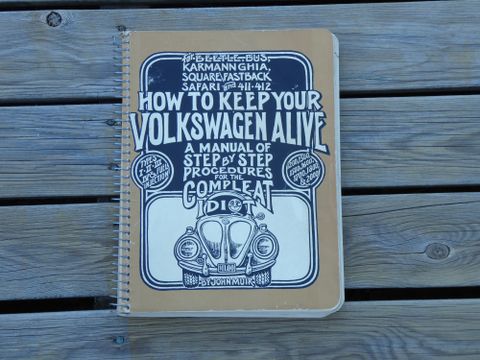 for BEETLE, BUS,
KARMANN GHIA,
SQUARE/FASTBACK
SAFARI and 411·412
HOW TO KEEP YOUR
VOLKSWAGEN ALIVE
A MANUAL OF
STEP BY STEP
PROCEDURES
FOR THE
COMPLEAT
IDIOT
TYPES
BY JOHN MUIR